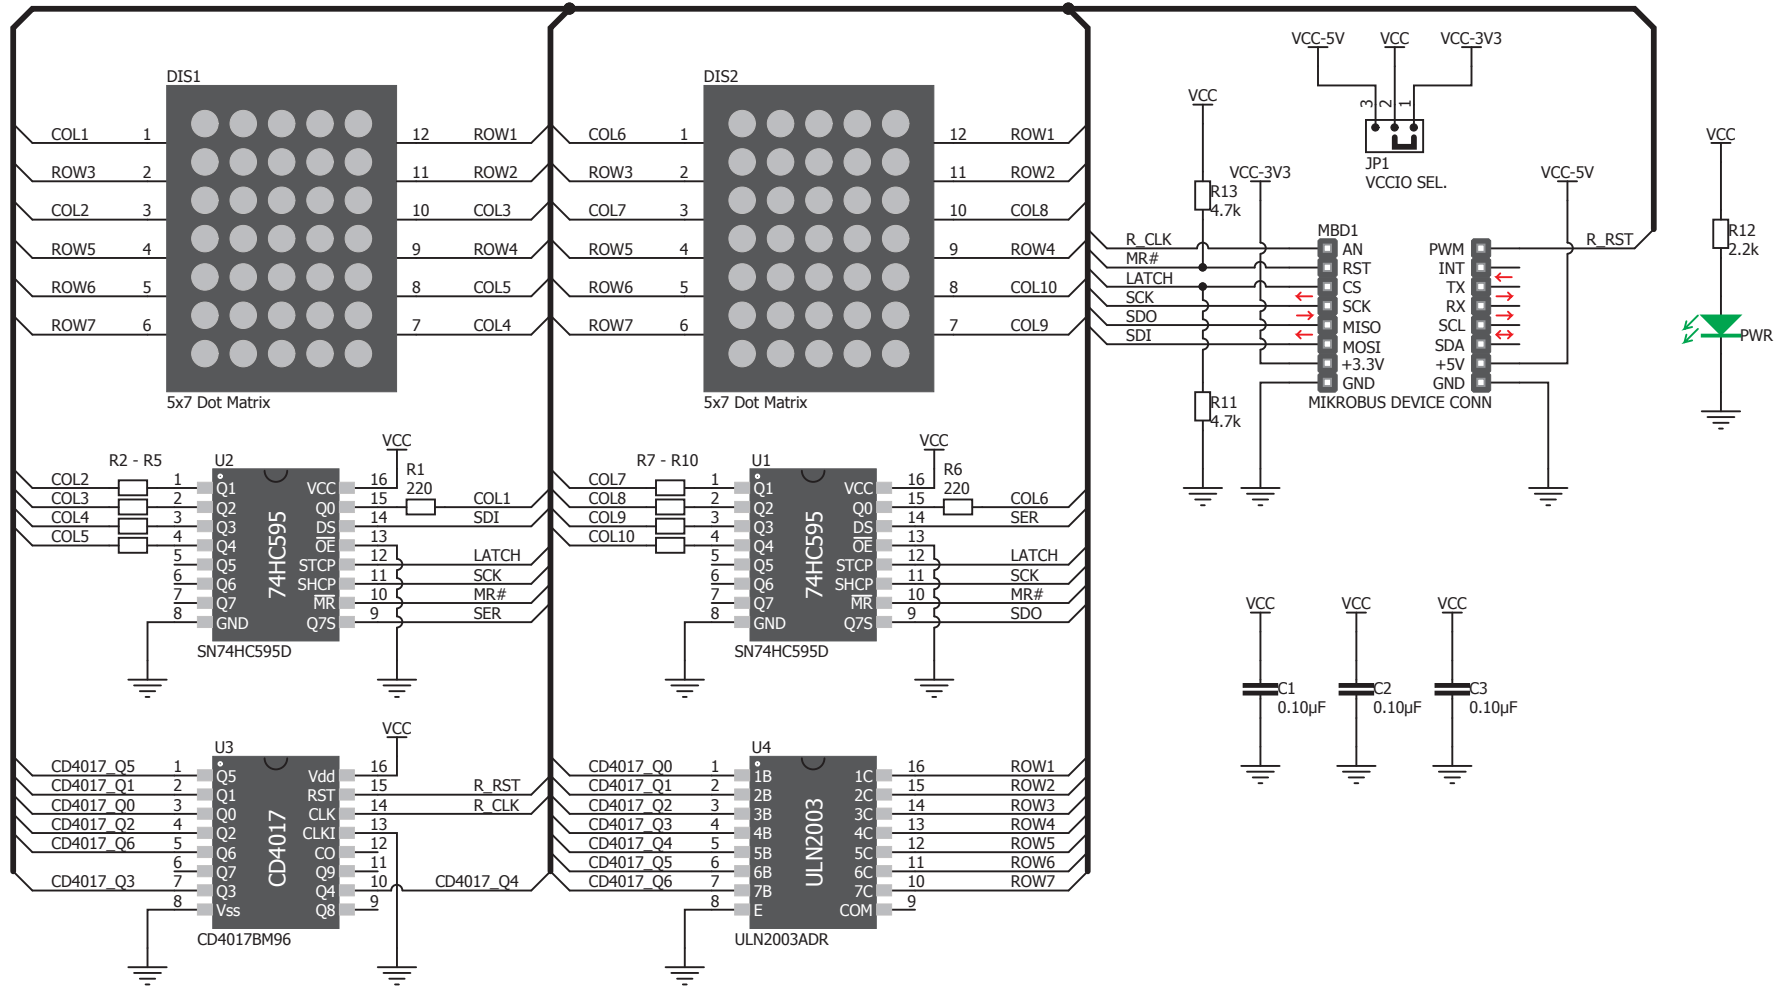 DIS1
COL1 1
ROW3 2
COL2 3
ROW5 4
ROW6 5
ROW7 6
12 ROW1
11 ROW2
10 COL3
9 ROW4
8 COL5
7 COL4
5x7 Dot Matrix
DIS2
COL6 1
ROW3 2
COL7 3
ROW5 4
ROW6 5
ROW7 6
12 ROW1
11 ROW2
10 COL8
9 ROW4
8 COL10
7 COL9
5x7 Dot Matrix
VCC-5V VCC VCC-3V3
3 2 1
JP1
VCCIO SEL.
VCC
R13
4.7k
VCC-3V3
VCC-5V
MBD1
R_CLK AN PWM R_RST
MR# RST INT
LATCH CS TX
SCK SCK RX
SDO MISO SCL
SDI MOSI SDA
+3.3V +5V
GND GND
MIKROBUS DEVICE CONN
R11
4.7k
VCC
R12
2.2k
PWR
R2 - R5
U2
VCC
R1
220
COL2 1 Q1 VCC 16
COL3 2 Q2 Q0 15 COL1
COL4 3 Q3 DS 14 SDI
COL5 4 Q4 OE 13
5 Q5 STCP 12 LATCH
6 Q6 SHCP 11 SCK
7 Q7 MR 10 MR#
8 GND Q7S 9 SER
74HC595
SN74HC595D
R7 - R10
U1
VCC
R6
220
COL7 1 Q1 VCC 16
COL8 2 Q2 Q0 15 COL6
COL9 3 Q3 DS 14 SER
COL10 4 Q4 OE 13
5 Q5 STCP 12 LATCH
6 Q6 SHCP 11 SCK
7 Q7 MR 10 MR#
8 GND Q7S 9 SDO
74HC595
SN74HC595D
VCC VCC VCC
C1 C2 C3
0.10µF 0.10µF 0.10µF
U3
VCC
CD4017_Q5 1 Q5 Vdd 16
CD4017_Q1 2 Q1 RST 15 R_RST
CD4017_Q0 3 Q0 CLK 14 R_CLK
CD4017_Q2 4 Q2 CLKI 13
CD4017_Q6 5 Q6 CO 12
6 Q7 Q9 11
CD4017_Q3 7 Q3 Q4 10 CD4017_Q4
8 Vss Q8 9
CD4017
CD4017BM96
U4
CD4017_Q0 1 1B 1C 16 ROW1
CD4017_Q1 2 2B 2C 15 ROW2
CD4017_Q2 3 3B 3C 14 ROW3
CD4017_Q3 4 4B 4C 13 ROW4
CD4017_Q4 5 5B 5C 12 ROW5
CD4017_Q5 6 6B 6C 11 ROW6
CD4017_Q6 7 7B 7C 10 ROW7
8 E COM 9
ULN2003
ULN2003ADR